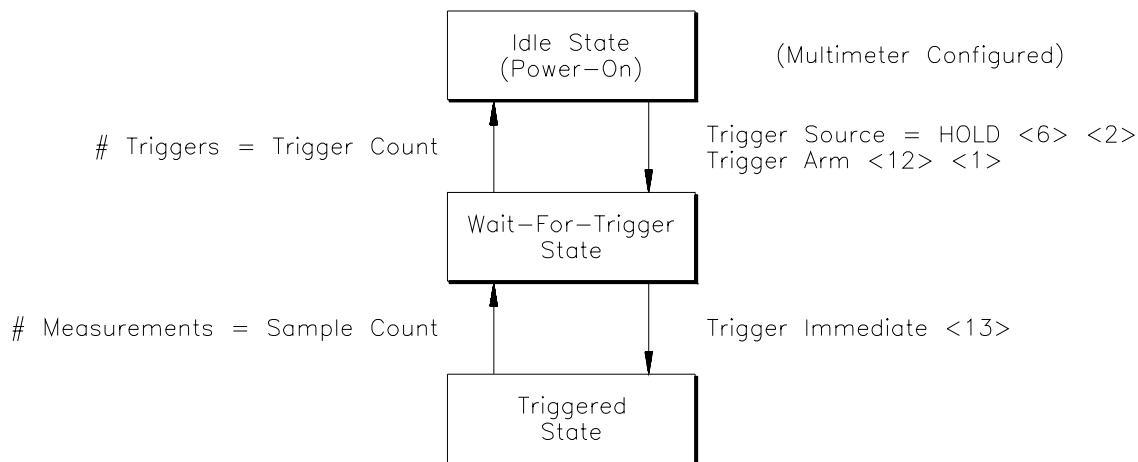 Idle State
(Power-On)
(Multimeter Configured)
# Triggers = Trigger Count
Trigger Source = HOLD <6> <2>
Trigger Arm <12> <1>
Wait-For-Trigger
State
# Measurements = Sample Count
Trigger Immediate <13>
Triggered
State